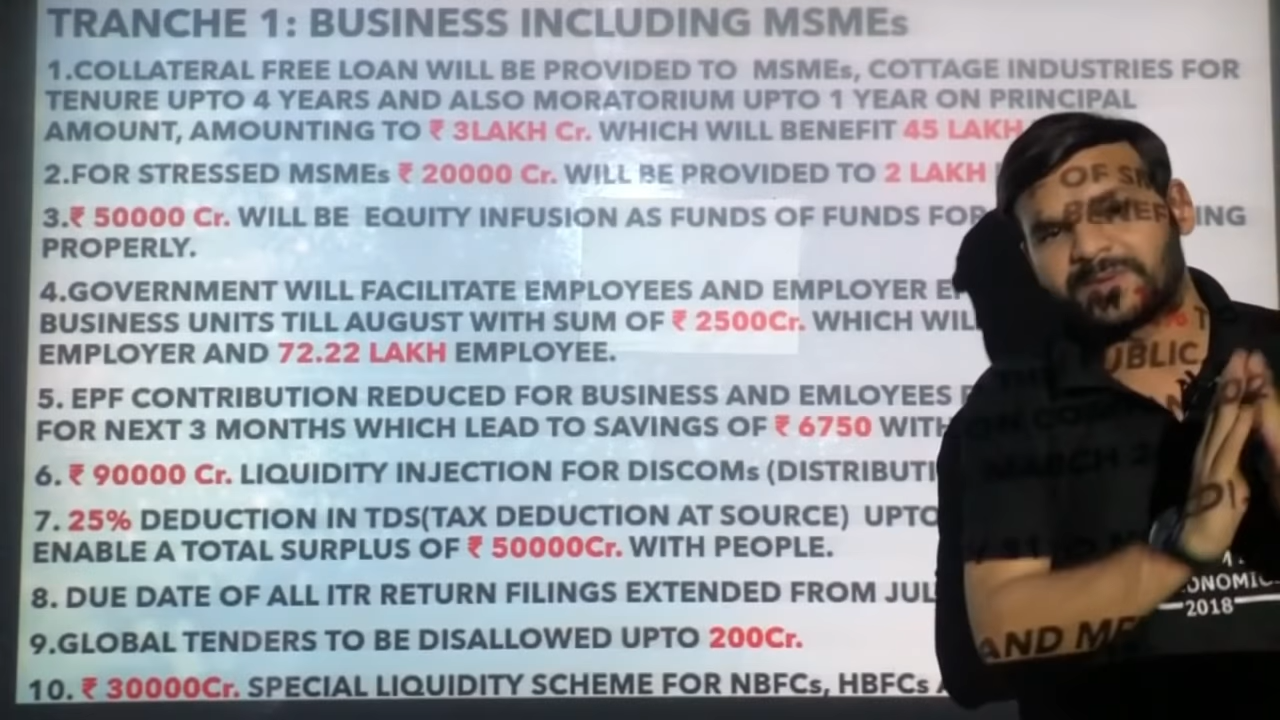 TRANCHE 1: BUSINESS INCLUDING MSMEs
1.COLLATERAL FREE LOAN WILL BE PROVIDED TO MSMEs, COTTAGE INDUSTRIES FOR
TENURE UPTO 4 YEARS AND ALSO MORATORIUM UPTO 1 YEAR ON PRINCIPAL
AMOUNT, AMOUNTING TO ₹ 3LAKH Cr. WHICH WILL BENEFIT 45 LAKH
2.FOR STRESSED MSMEs ₹ 20000 Cr. WILL BE PROVIDED TO 2 LAKH
3.₹ 50000 Cr. WILL BE EQUITY INFUSION AS FUNDS OF FUNDS FOR
PROPERLY.
4.GOVERNMENT WILL FACILITATE EMPLOYEES AND EMPLOYER
BUSINESS UNITS TILL AUGUST WITH SUM OF ₹ 2500Cr. WHICH
EMPLOYER AND 72.22 LAKH EMPLOYEE.
5. EPF CONTRIBUTION REDUCED FOR BUSINESS AND EMLOYEES
FOR NEXT 3 MONTHS WHICH LEAD TO SAVINGS OF ₹ 6750
6. ₹ 90000 Cr. LIQUIDITY INJECTION FOR DISCOMs
7. 25% DEDUCTION IN TDS(TAX DEDUCTION AT SOURCE) UPTO
ENABLE A TOTAL SURPLUS OF ₹ 50000Cr. WITH PEOPLE.
8. DUE DATE OF ALL ITR RETURN FILINGS EXTENDED FROM
9.GLOBAL TENDERS TO BE DISALLOWED UPTO 200Cr.
10. ₹ 30000Cr. SPECIAL LIQUIDITY SCHEME FOR NBFCs, HBFCs
OF
MARCH
AND
2018